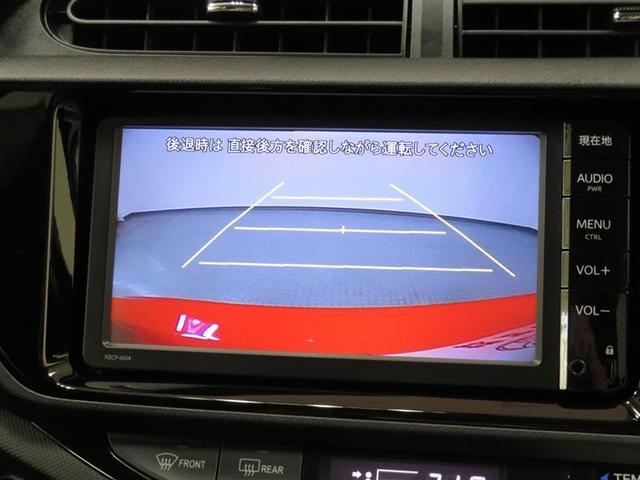 後退時は 直接後方を確認しながら運転してください
現在地
AUDIO
PWR
MENU
CTRL
VOL+
VOL−
NSCP-W64
FRONT
REAR
TEM